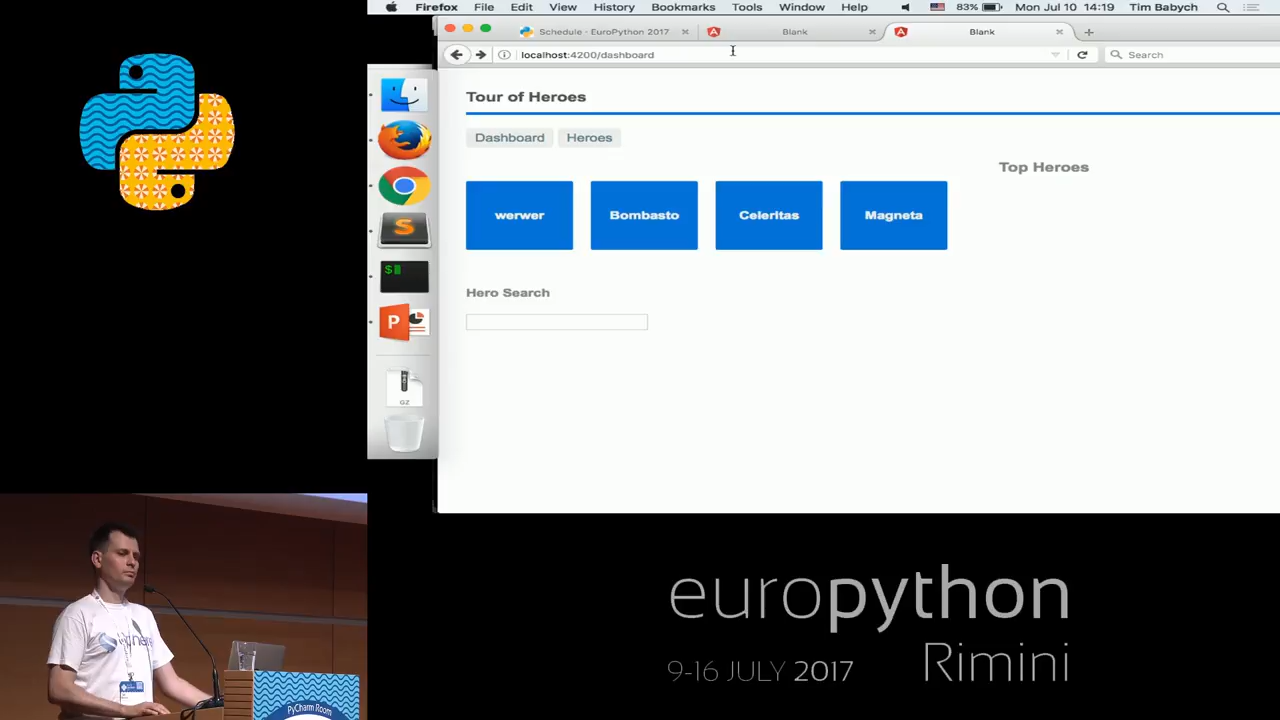 Firefox File Edit View History Bookmarks Tools Window Help 83% Mon Jul 10 14:19 Tim Babych
Schedule - EuroPython 2017 Blank Blank
localhost:4200/dashboard Search
Tour of Heroes
Dashboard Heroes
Top Heroes
werwer Bombasto Celeritas Magneta
Hero Search
S
$
P
GZ
europython
9-16 JULY 2017 Rimini
PyCharm Room